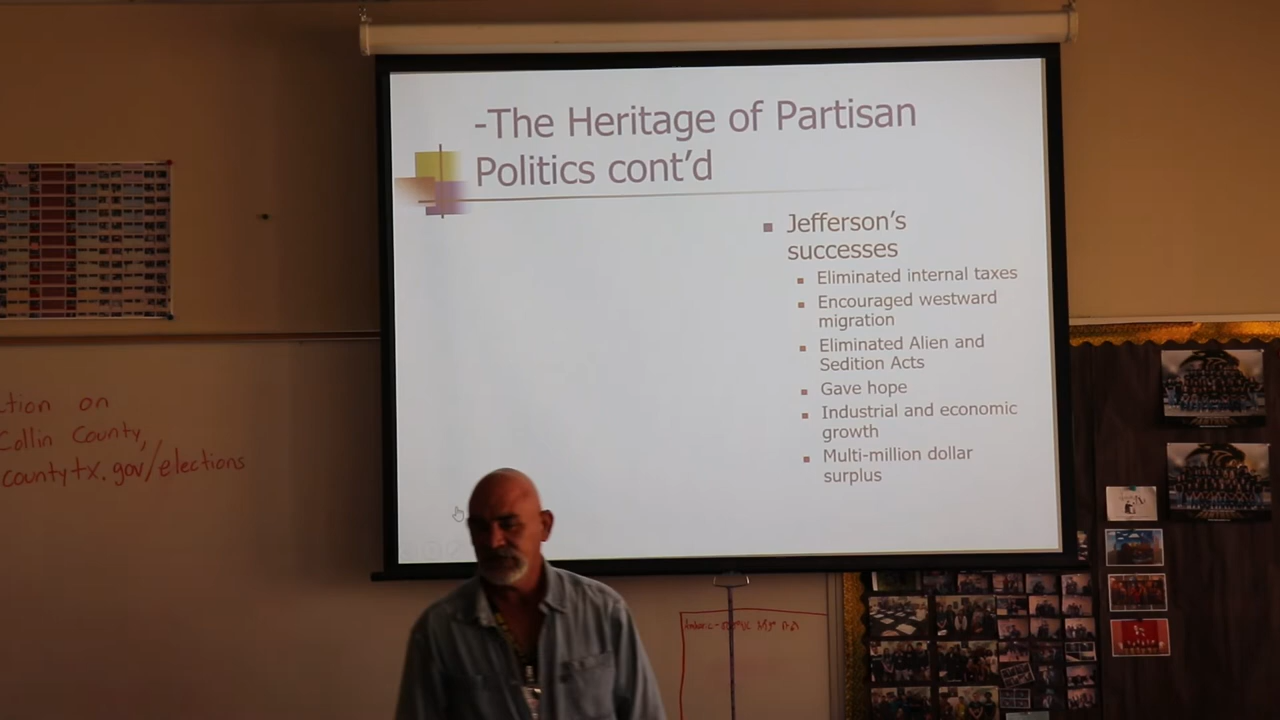 -The Heritage of Partisan
Politics cont'd
Jefferson's
successes
Eliminated internal taxes
Encouraged westward
migration
Eliminated Alien and
Sedition Acts
Gave hope
Industrial and economic
growth
Multi-million dollar
surplus
tion on
Collin County,
countytx.gov/elections